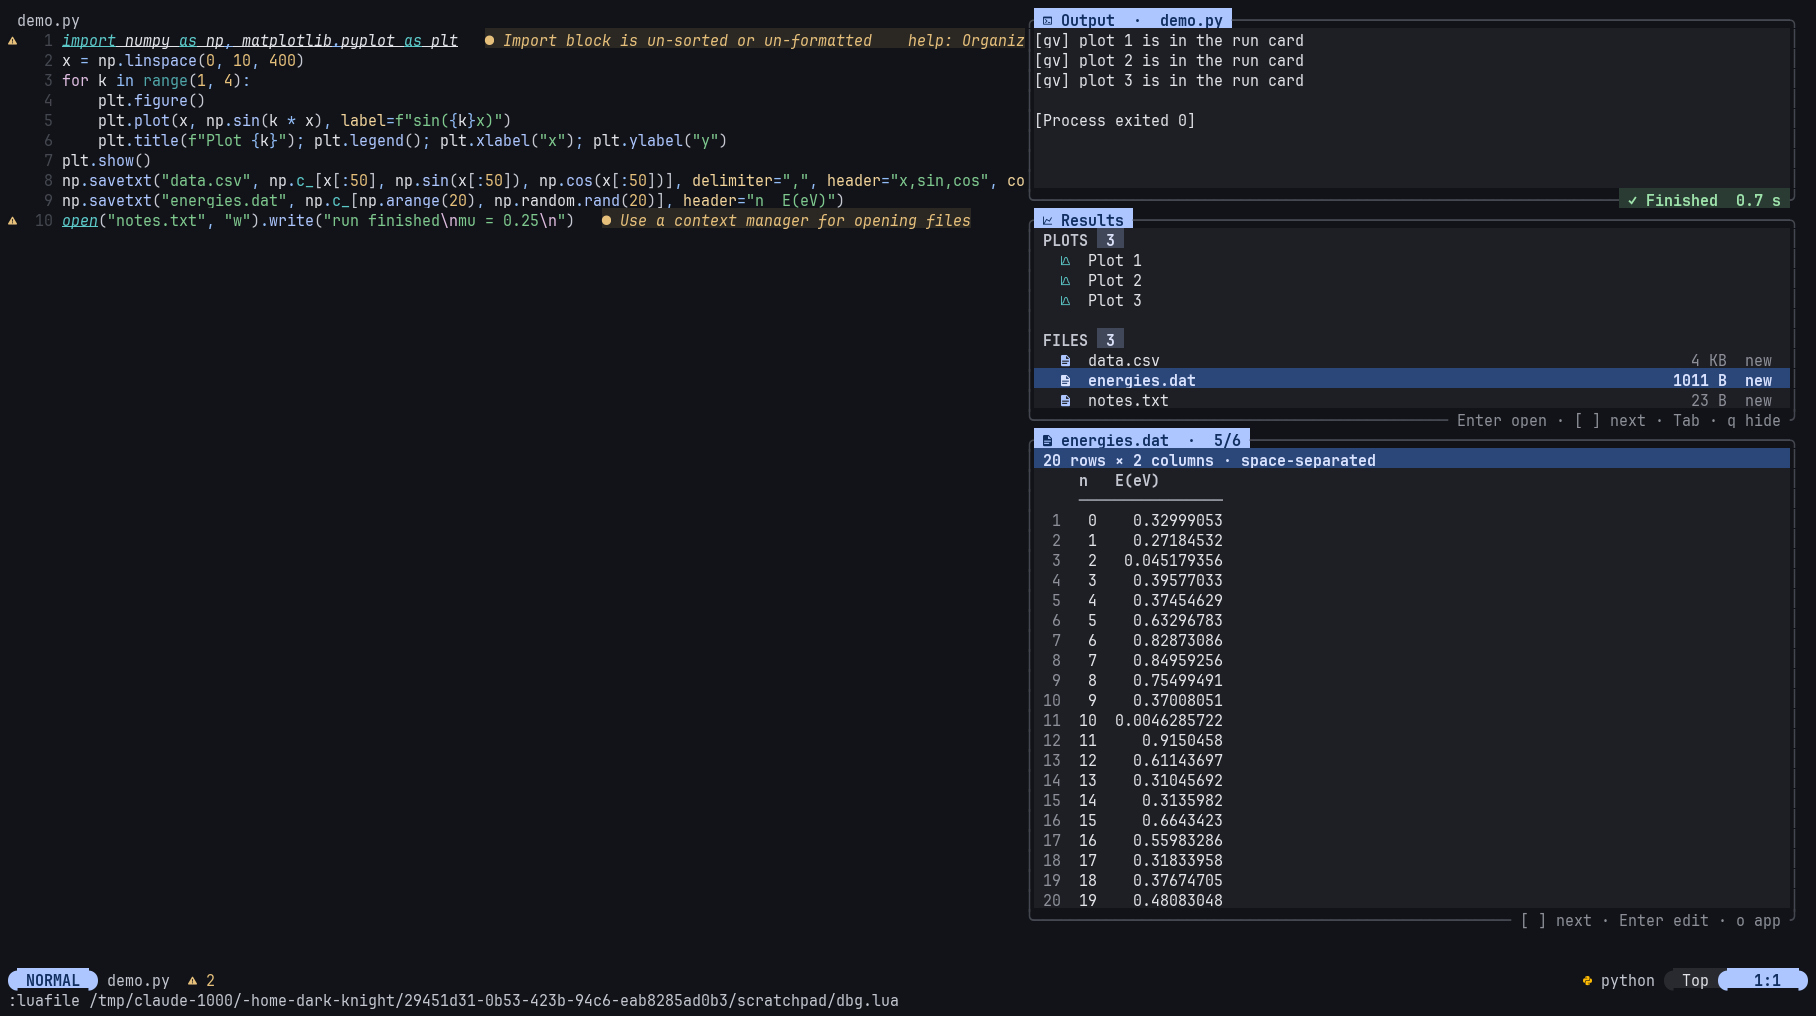 demo.py
1 import numpy as np, matplotlib.pyplot as plt   ● Import block is un-sorted or un-formatted    help: Organiz
2 x = np.linspace(0, 10, 400)
3 for k in range(1, 4):
4     plt.figure()
5     plt.plot(x, np.sin(k * x), label=f"sin({k}x)")
6     plt.title(f"Plot {k}"); plt.legend(); plt.xlabel("x"); plt.ylabel("y")
7 plt.show()
8 np.savetxt("data.csv", np.c_[x[:50], np.sin(x[:50]), np.cos(x[:50])], delimiter=",", header="x,sin,cos", co
9 np.savetxt("energies.dat", np.c_[np.arange(20), np.random.rand(20)], header="n  E(eV)")
10 open("notes.txt", "w").write("run finished\nmu = 0.25\n")   ● Use a context manager for opening files
Output  ·  demo.py
[gv] plot 1 is in the run card
[gv] plot 2 is in the run card
[gv] plot 3 is in the run card
[Process exited 0]
✓ Finished  0.7 s
Results
PLOTS  3
Plot 1
Plot 2
Plot 3
FILES  3
data.csv  4 KB  new
energies.dat  1011 B  new
notes.txt  23 B  new
Enter open · [ ] next · Tab · q hide
energies.dat  ·  5/6
20 rows × 2 columns · space-separated
n   E(eV)
1   0    0.32999053
2   1    0.27184532
3   2   0.045179356
4   3    0.39577033
5   4    0.37454629
6   5    0.63296783
7   6    0.82873086
8   7    0.84959256
9   8    0.75499491
10   9    0.37008051
11  10  0.0046285722
12  11     0.9150458
13  12    0.61143697
14  13    0.31045692
15  14     0.3135982
16  15     0.6643423
17  16    0.55983286
18  17    0.31833958
19  18    0.37674705
20  19    0.48083048
[ ] next · Enter edit · o app
NORMAL  demo.py  2  python  Top  1:1
:luafile /tmp/claude-1000/-home-dark-knight/29451d31-0b53-423b-94c6-eab8285ad0b3/scratchpad/dbg.lua